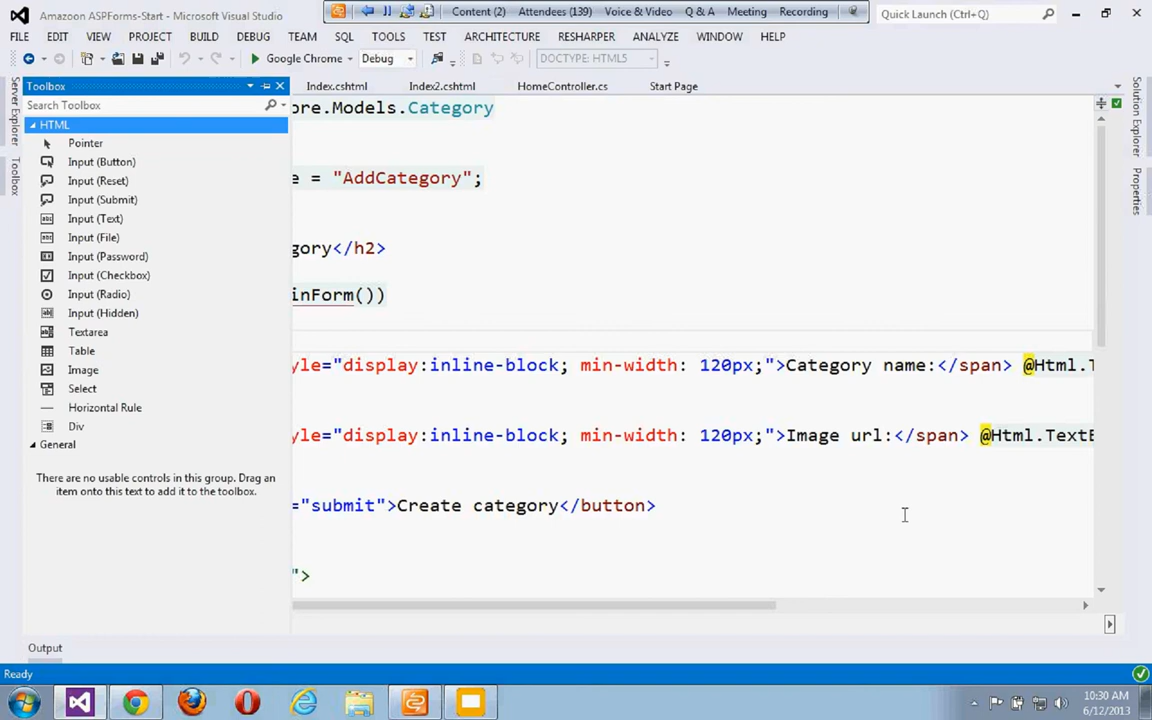 Amazoon ASPForms-Start - Microsoft Visual Studio
Content (2) Attendees (139) Voice & Video Q & A Meeting Recording
Quick Launch (Ctrl+Q)
FILE EDIT VIEW PROJECT BUILD DEBUG TEAM SQL TOOLS TEST ARCHITECTURE RESHARPER ANALYZE WINDOW HELP
Google Chrome Debug DOCTYPE: HTML5
Toolbox
Index.cshtml Index2.cshtml HomeController.cs Start Page
Search Toolbox
ore.Models.Category
HTML
Pointer
Input (Button)
Input (Reset)
e = "AddCategory";
Input (Submit)
Input (Text)
Input (File)
gory</h2>
Input (Password)
Input (Checkbox)
Input (Radio)
inForm())
Input (Hidden)
Textarea
Table
Image
yle="display:inline-block; min-width: 120px;">Category name:</span> @Html.T
Select
Horizontal Rule
Div
yle="display:inline-block; min-width: 120px;">Image url:</span> @Html.TextB
General
There are no usable controls in this group. Drag an
item onto this text to add it to the toolbox.
="submit">Create category</button>
">
Server Explorer
Toolbox
Solution Explorer
Properties
Output
Ready
10:30 AM
6/12/2013